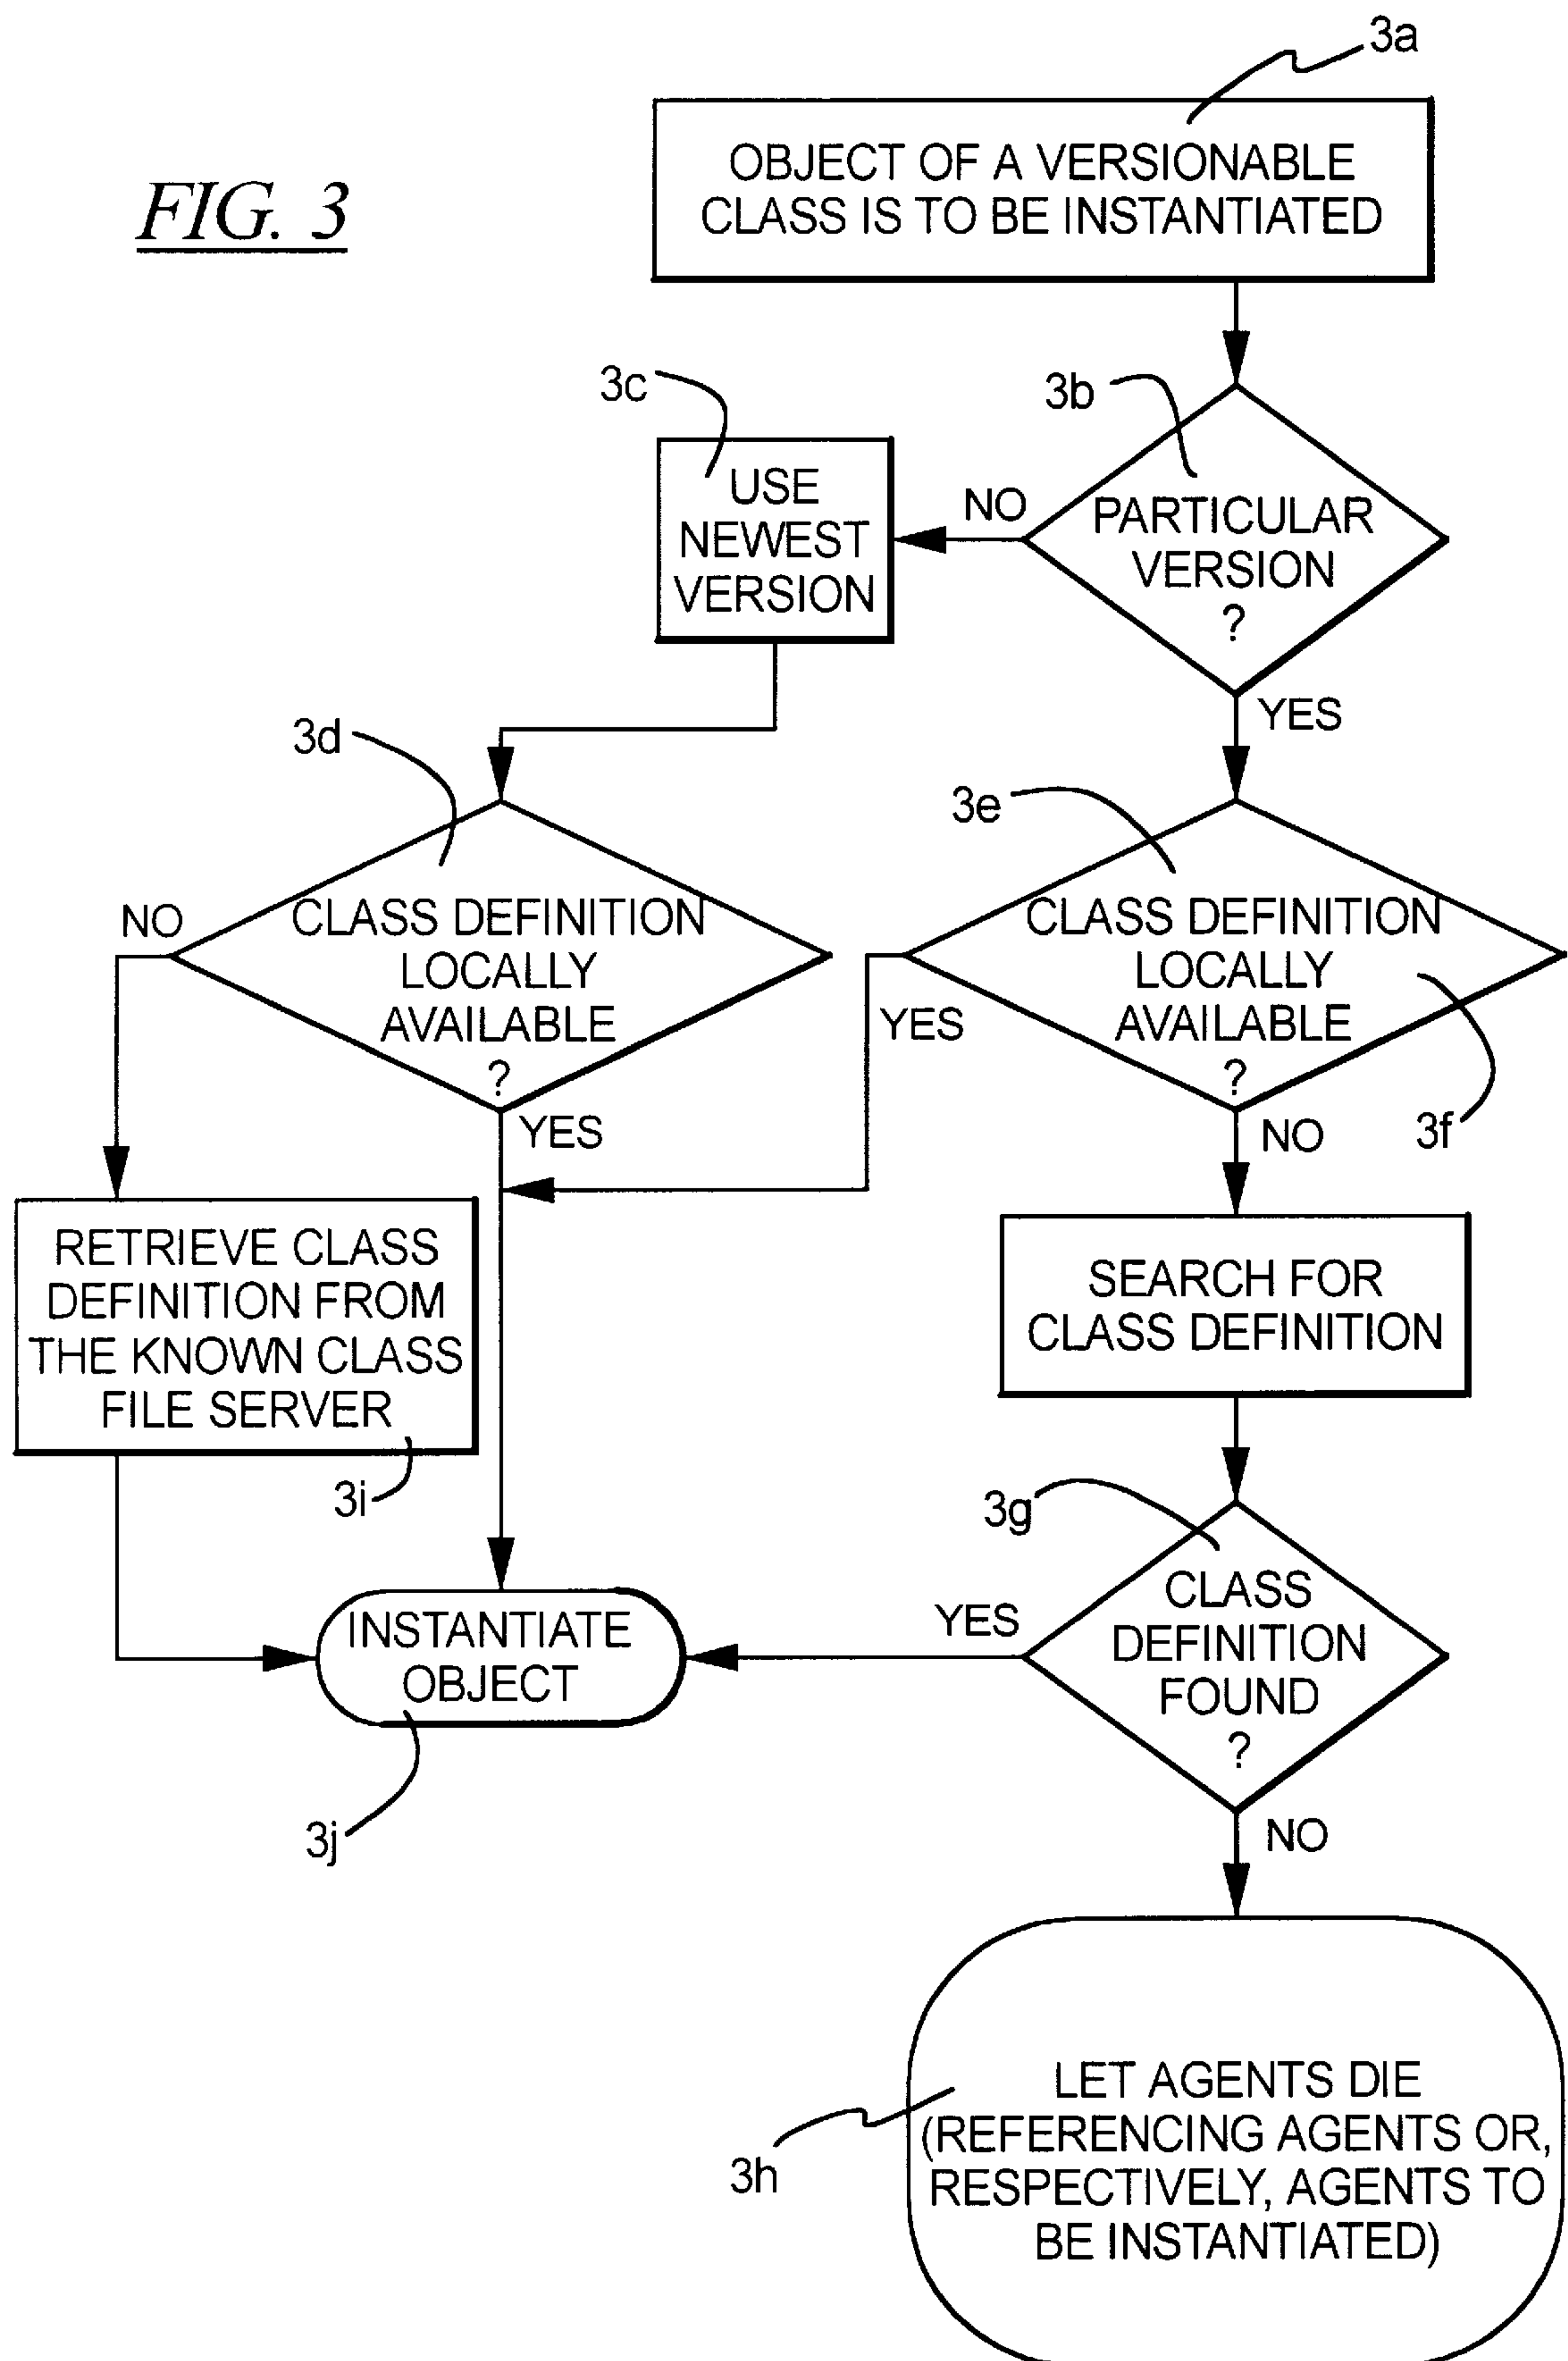 3a
OBJECT OF A VERSIONABLE
CLASS IS TO BE INSTANTIATED
FIG. 3
3c
3b
USE
NEWEST
VERSION
NO
PARTICULAR
VERSION
?
YES
3d
3e
NO
CLASS DEFINITION
LOCALLY
AVAILABLE
?
YES
CLASS DEFINITION
LOCALLY
AVAILABLE
?
YES
NO
3f
RETRIEVE CLASS
DEFINITION FROM
THE KNOWN CLASS
FILE SERVER
3i
SEARCH FOR
CLASS DEFINITION
3g
CLASS
DEFINITION
FOUND
?
YES
INSTANTIATE
OBJECT
3j
NO
LET AGENTS DIE
(REFERENCING AGENTS OR,
RESPECTIVELY, AGENTS TO
BE INSTANTIATED)
3h